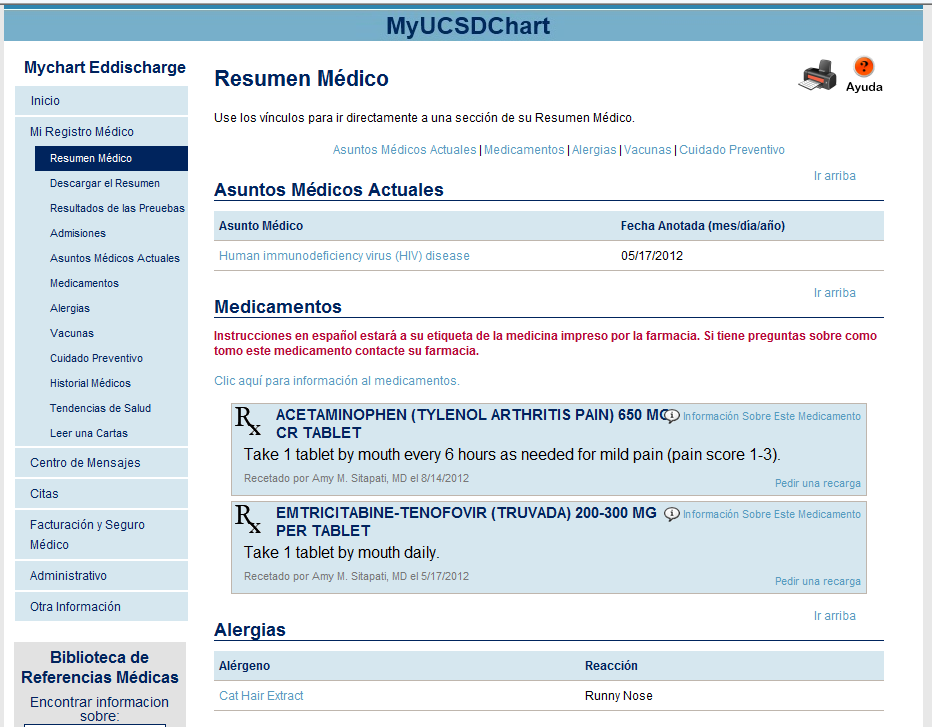 MyUCSDChart
Mychart Eddischarge
Inicio
Mi Registro Médico
Resumen Médico
Descargar el Resumen
Resultados de las Preuebas
Admisiones
Asuntos Médicos Actuales
Medicamentos
Alergias
Vacunas
Cuidado Preventivo
Historial Médicos
Tendencias de Salud
Leer una Cartas
Centro de Mensajes
Citas
Facturación y Seguro
Médico
Administrativo
Otra Información
Biblioteca de
Referencias Médicas
Encontrar informacion
sobre:
Resumen Médico
?
Ayuda
Use los vínculos para ir directamente a una sección de su Resumen Médico.
Asuntos Médicos Actuales | Medicamentos | Alergias | Vacunas | Cuidado Preventivo
Ir arriba
Asuntos Médicos Actuales
Asunto Médico Fecha Anotada (mes/día/año)
Human immunodeficiency virus (HIV) disease 05/17/2012
Ir arriba
Medicamentos
Instrucciones en español estará a su etiqueta de la medicina impreso por la farmacia. Si tiene preguntas sobre como
tomo este medicamento contacte su farmacia.
Clic aquí para información al medicamentos.
Rx ACETAMINOPHEN (TYLENOL ARTHRITIS PAIN) 650 MG i Información Sobre Este Medicamento
CR TABLET
Take 1 tablet by mouth every 6 hours as needed for mild pain (pain score 1-3).
Recetado por Amy M. Sitapati, MD el 8/14/2012
Pedir una recarga
Rx EMTRICITABINE-TENOFOVIR (TRUVADA) 200-300 MG i Información Sobre Este Medicamento
PER TABLET
Take 1 tablet by mouth daily.
Recetado por Amy M. Sitapati, MD el 5/17/2012
Pedir una recarga
Ir arriba
Alergias
Alérgeno Reacción
Cat Hair Extract Runny Nose